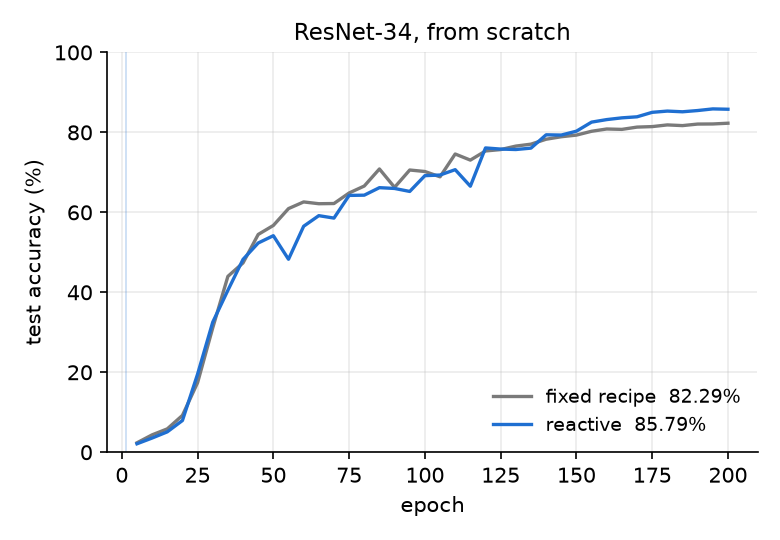 ResNet-34, from scratch
100
80
60
40
20
0
test accuracy (%)
fixed recipe 82.29%
reactive 85.79%
0 25 50 75 100 125 150 175 200
epoch